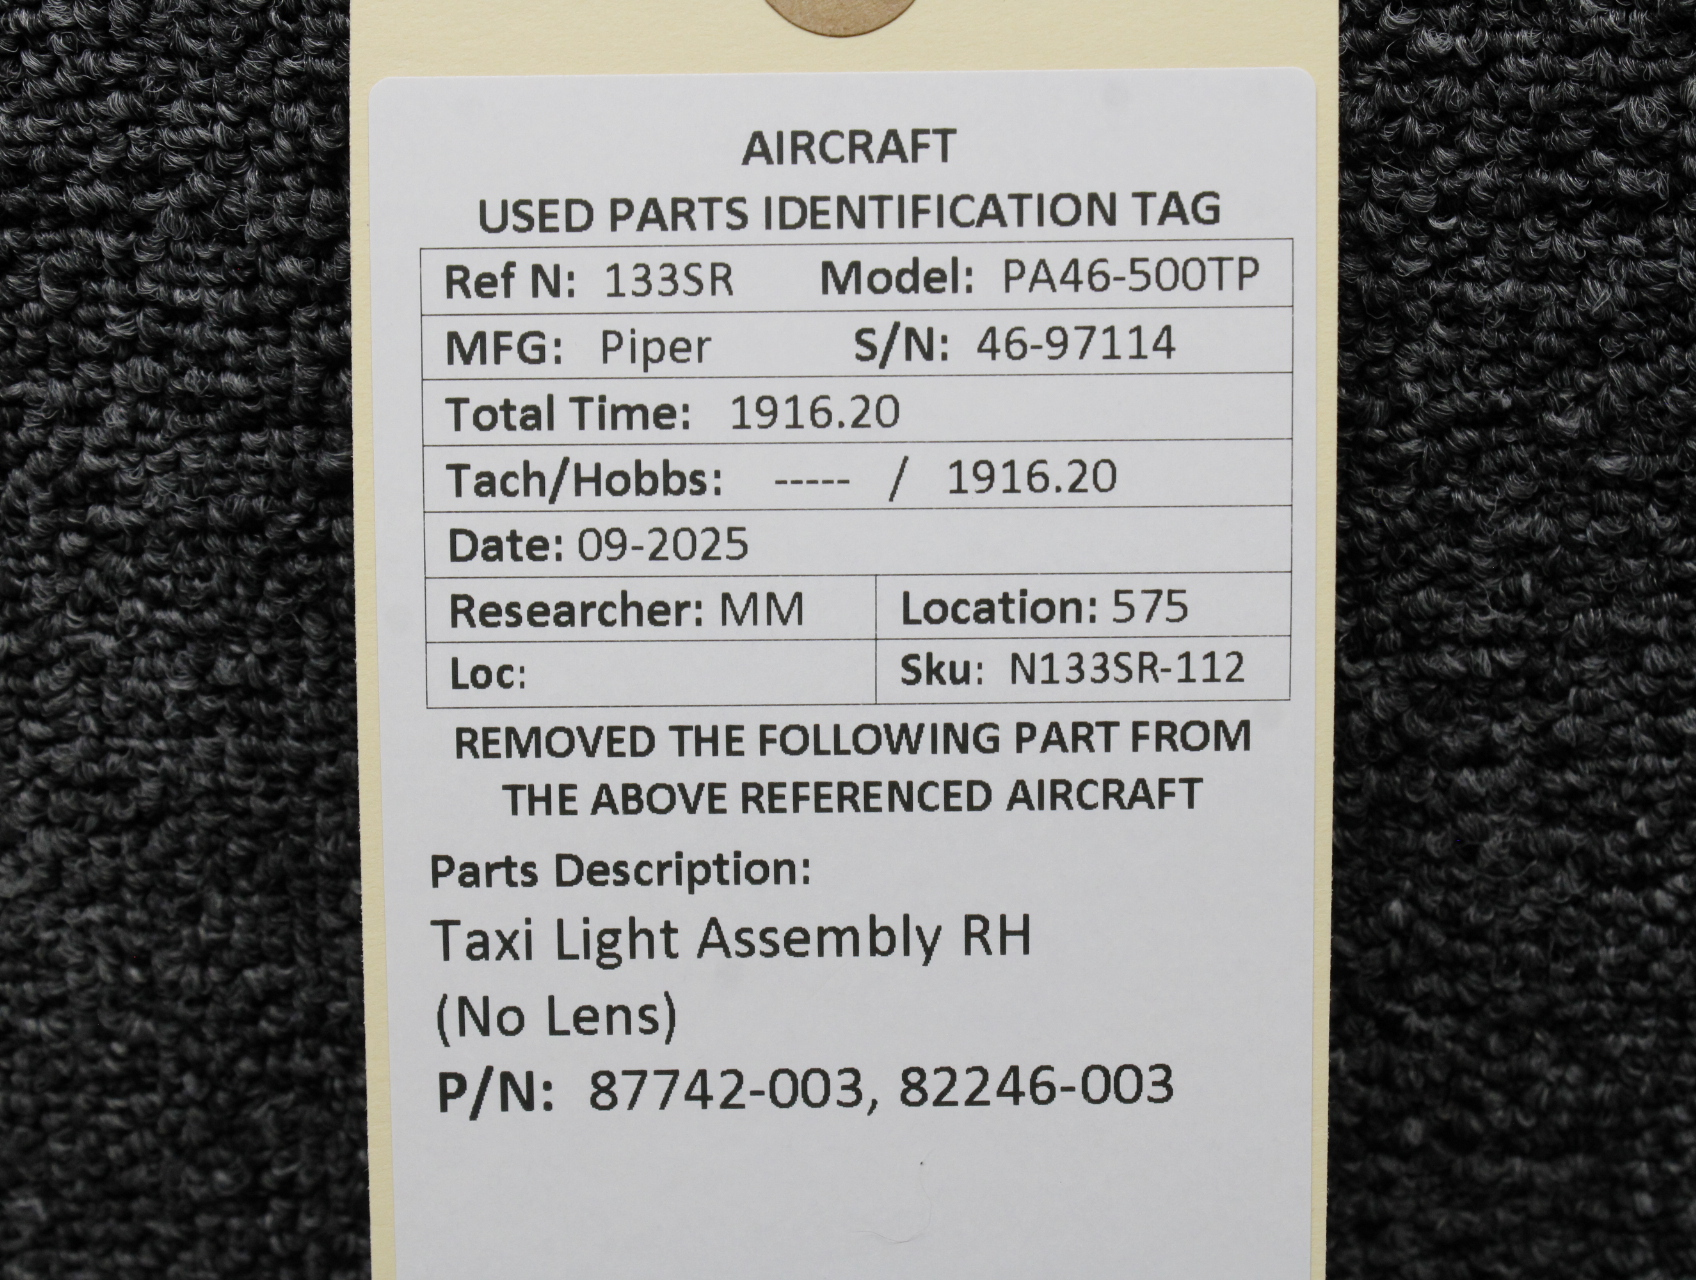 AIRCRAFT
USED PARTS IDENTIFICATION TAG
Ref N: 133SR Model: PA46-500TP
MFG: Piper S/N: 46-97114
Total Time: 1916.20
Tach/Hobbs: ----- / 1916.20
Date: 09-2025
Researcher: MM Location: 575
Loc: Sku: N133SR-112
REMOVED THE FOLLOWING PART FROM
THE ABOVE REFERENCED AIRCRAFT
Parts Description:
Taxi Light Assembly RH
(No Lens)
P/N: 87742-003, 82246-003